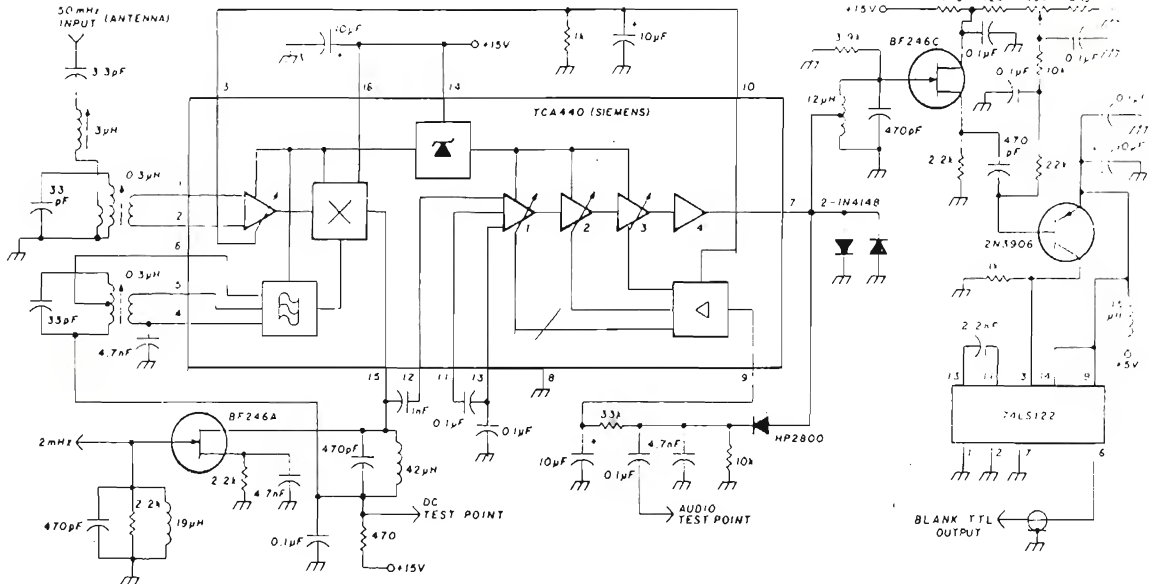 50mHz
INPUT (ANTENNA)
3.3pF
3µH
33
pF
0.3µH
1
2
6
0.3µH
33pF
5
4
4.7nF
3
10µF
16
14
+15V
1k
10µF
10
TCA440 (SIEMENS)
1
2
3
4
7
15
12
11
13
8
9
1nF
0.1µF
0.1µF
2mHz
BF246A
470pF
2.2k
19µH
2.2k
4.7nF
470pF
42µH
0.1µF
DC
TEST POINT
470
+15V
33k
10µF
0.1µF
4.7nF
10k
HP2800
AUDIO
TEST POINT
2-1N4148
3.9k
12µH
470pF
BF246C
+15V
0.1µF
0.1µF
10k
0.1µF
2.2k
470
pF
22k
2N3906
1k
2.2nF
µH
+5V
13
3
14
9
74LS122
1
2
7
6
BLANK TTL
OUTPUT